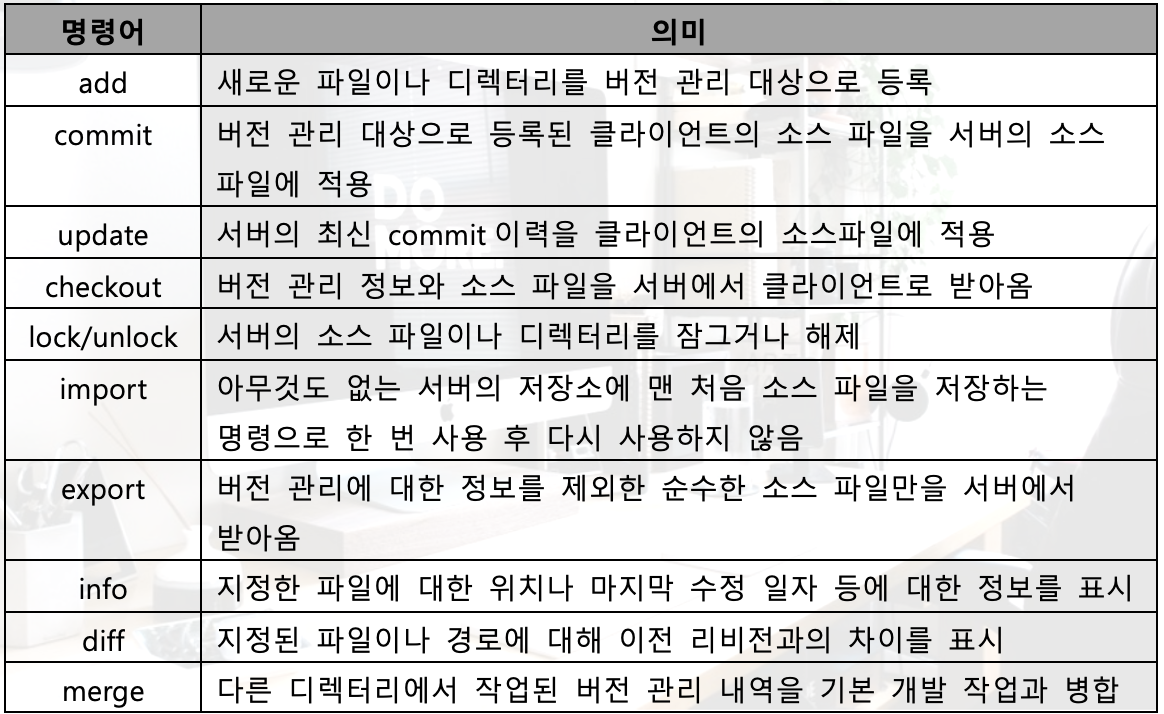 명령어 의미
add 새로운 파일이나 디렉터리를 버전 관리 대상으로 등록
commit 버전 관리 대상으로 등록된 클라이언트의 소스 파일을 서버의 소스
파일에 적용
update 서버의 최신 commit 이력을 클라이언트의 소스파일에 적용
checkout 버전 관리 정보와 소스 파일을 서버에서 클라이언트로 받아옴
lock/unlock 서버의 소스 파일이나 디렉터리를 잠그거나 해제
import 아무것도 없는 서버의 저장소에 맨 처음 소스 파일을 저장하는
명령으로 한 번 사용 후 다시 사용하지 않음
export 버전 관리에 대한 정보를 제외한 순수한 소스 파일만을 서버에서
받아옴
info 지정한 파일에 대한 위치나 마지막 수정 일자 등에 대한 정보를 표시
diff 지정된 파일이나 경로에 대해 이전 리비전과의 차이를 표시
merge 다른 디렉터리에서 작업된 버전 관리 내역을 기본 개발 작업과 병합
DO
MORE